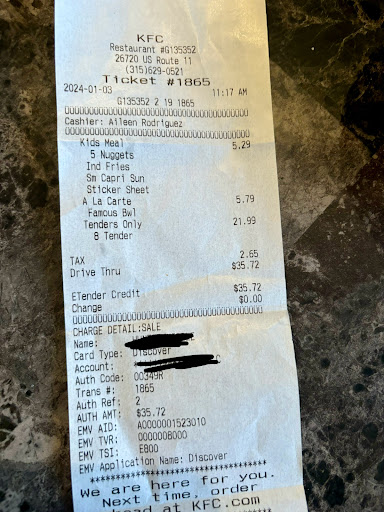 KFC
Restaurant #G135352
26720 US Route 11
(315)629-0521
Ticket #1865
2024-01-03 11:17 AM
G135352 2 19 1865
Cashier: Aileen Rodriguez
Kids Meal 5.29
5 Nuggets
Ind Fries
Sm Capri Sun
Sticker Sheet
A La Carte 5.79
Famous Bwl
Tenders Only 21.99
8 Tender
TAX 2.65
Drive Thru $35.72
ETender Credit $35.72
Change $0.00
CHARGE DETAIL:SALE
Name:
Card Type: Discover
Account:
Auth Code: 00349R
Trans #: 1865
Auth Ref: 2
AUTH AMT: $35.72
EMV AID: A0000001523010
EMV TVR: 0000008000
EMV TSI: E800
EMV Application Name: Discover
********************************
We are here for you.
Next time, order
at KFC.com